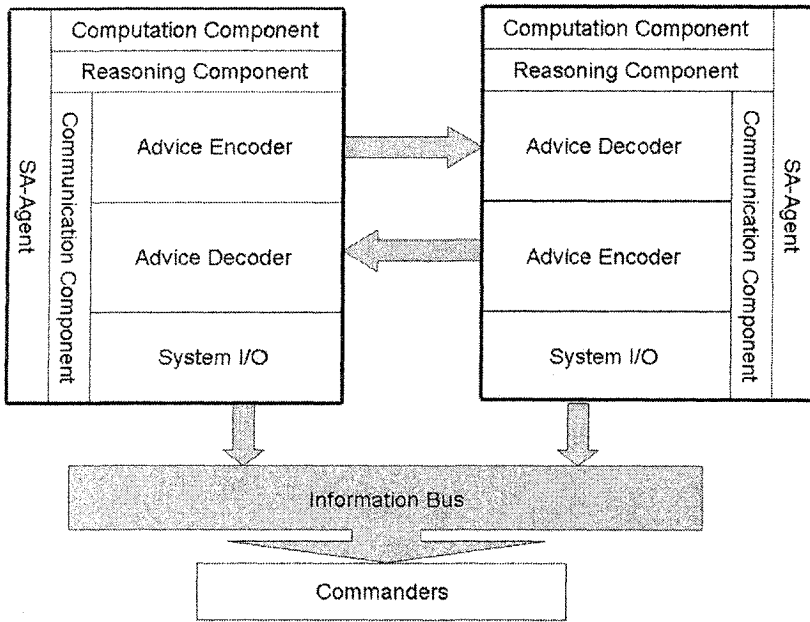 Computation Component
Reasoning Component
SA-Agent
Communication Component
Advice Encoder
Advice Decoder
System I/O
Computation Component
Reasoning Component
Advice Decoder
Advice Encoder
System I/O
Communication Component
SA-Agent
Information Bus
Commanders